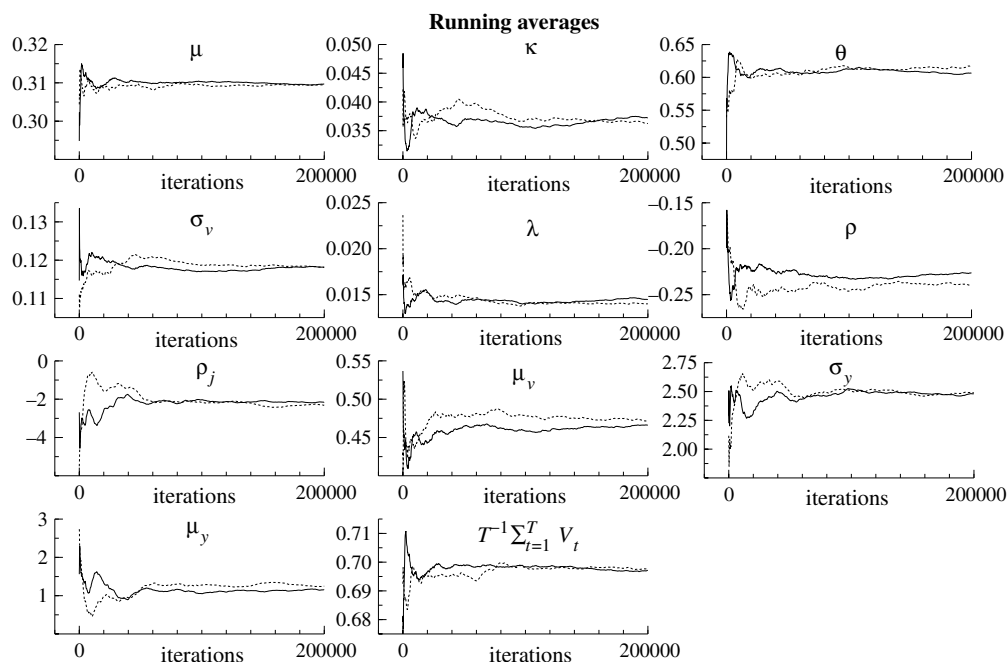 Running averages
μ
0.32
0.31
0.30
0
200000
iterations
κ
0.050
0.045
0.040
0.035
0
200000
iterations
θ
0.65
0.60
0.55
0.50
0
200000
iterations
σ_v
0.13
0.12
0.11
0
200000
iterations
λ
0.025
0.020
0.015
0
200000
iterations
ρ
−0.15
−0.20
−0.25
0
200000
iterations
ρ_j
0
−2
−4
0
200000
iterations
μ_v
0.55
0.50
0.45
0
200000
iterations
σ_y
2.75
2.50
2.25
2.00
0
200000
iterations
μ_y
3
2
1
0
200000
iterations
T^{-1} Σ_{t=1}^{T} V_t
0.71
0.70
0.69
0.68
0
200000
iterations